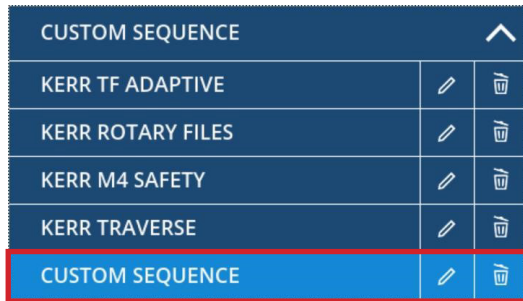 CUSTOM SEQUENCE
KERR TF ADAPTIVE
KERR ROTARY FILES
KERR M4 SAFETY
KERR TRAVERSE
CUSTOM SEQUENCE